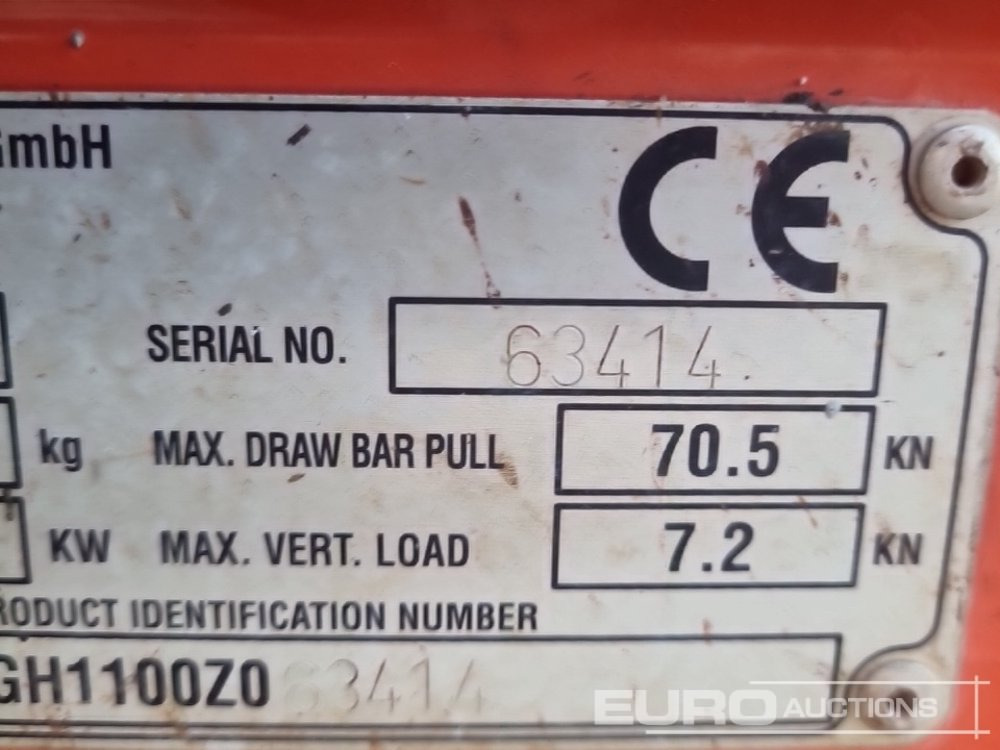 GmbH
CE
SERIAL NO. 63414.
kg MAX. DRAW BAR PULL 70.5 KN
KW MAX. VERT. LOAD 7.2 KN
RODUCT IDENTIFICATION NUMBER
GH1100Z063414
EURO AUCTIONS